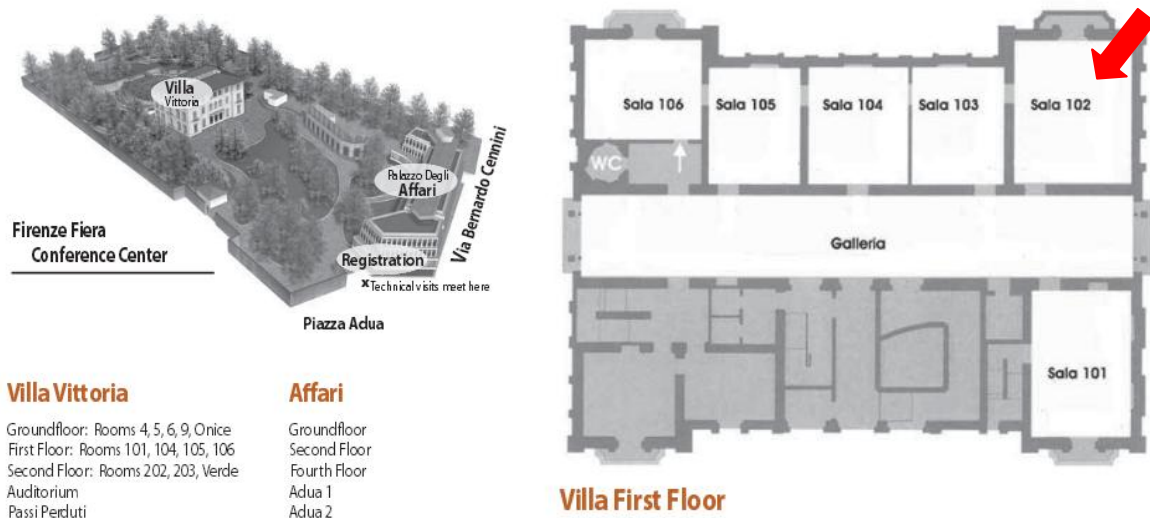 Villa
Vittoria
Palazzo Degli
Affari
Via Bernardo Cennini
Firenze Fiera
Conference Center
Registration
x Technical visits meet here
Piazza Adua
Villa Vittoria
Groundfloor: Rooms 4, 5, 6, 9, Onice
First Floor: Rooms 101, 104, 105, 106
Second Floor: Rooms 202, 203, Verde
Auditorium
Passi Perduti
Affari
Groundfloor
Second Floor
Fourth Floor
Adua 1
Adua 2
Sala 106
Sala 105
Sala 104
Sala 103
Sala 102
WC
Galleria
Sala 101
Villa First Floor